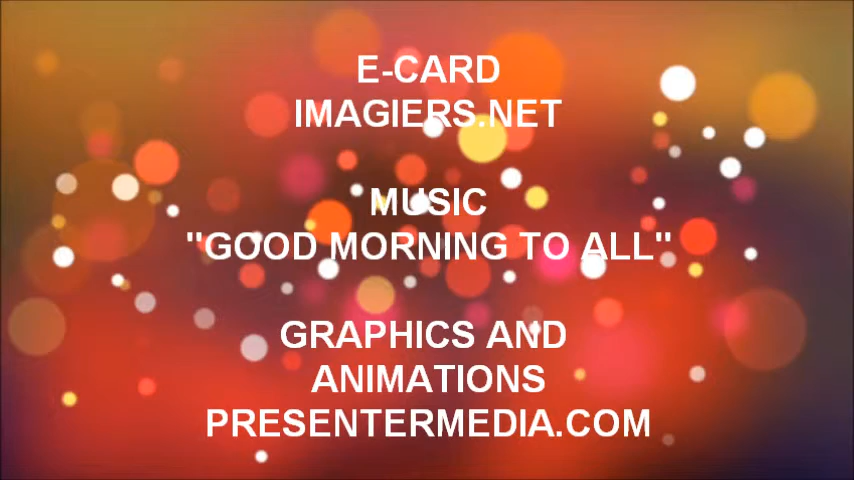 E-CARD
IMAGIERS.NET
MUSIC
"GOOD MORNING TO ALL"
GRAPHICS AND
ANIMATIONS
PRESENTERMEDIA.COM